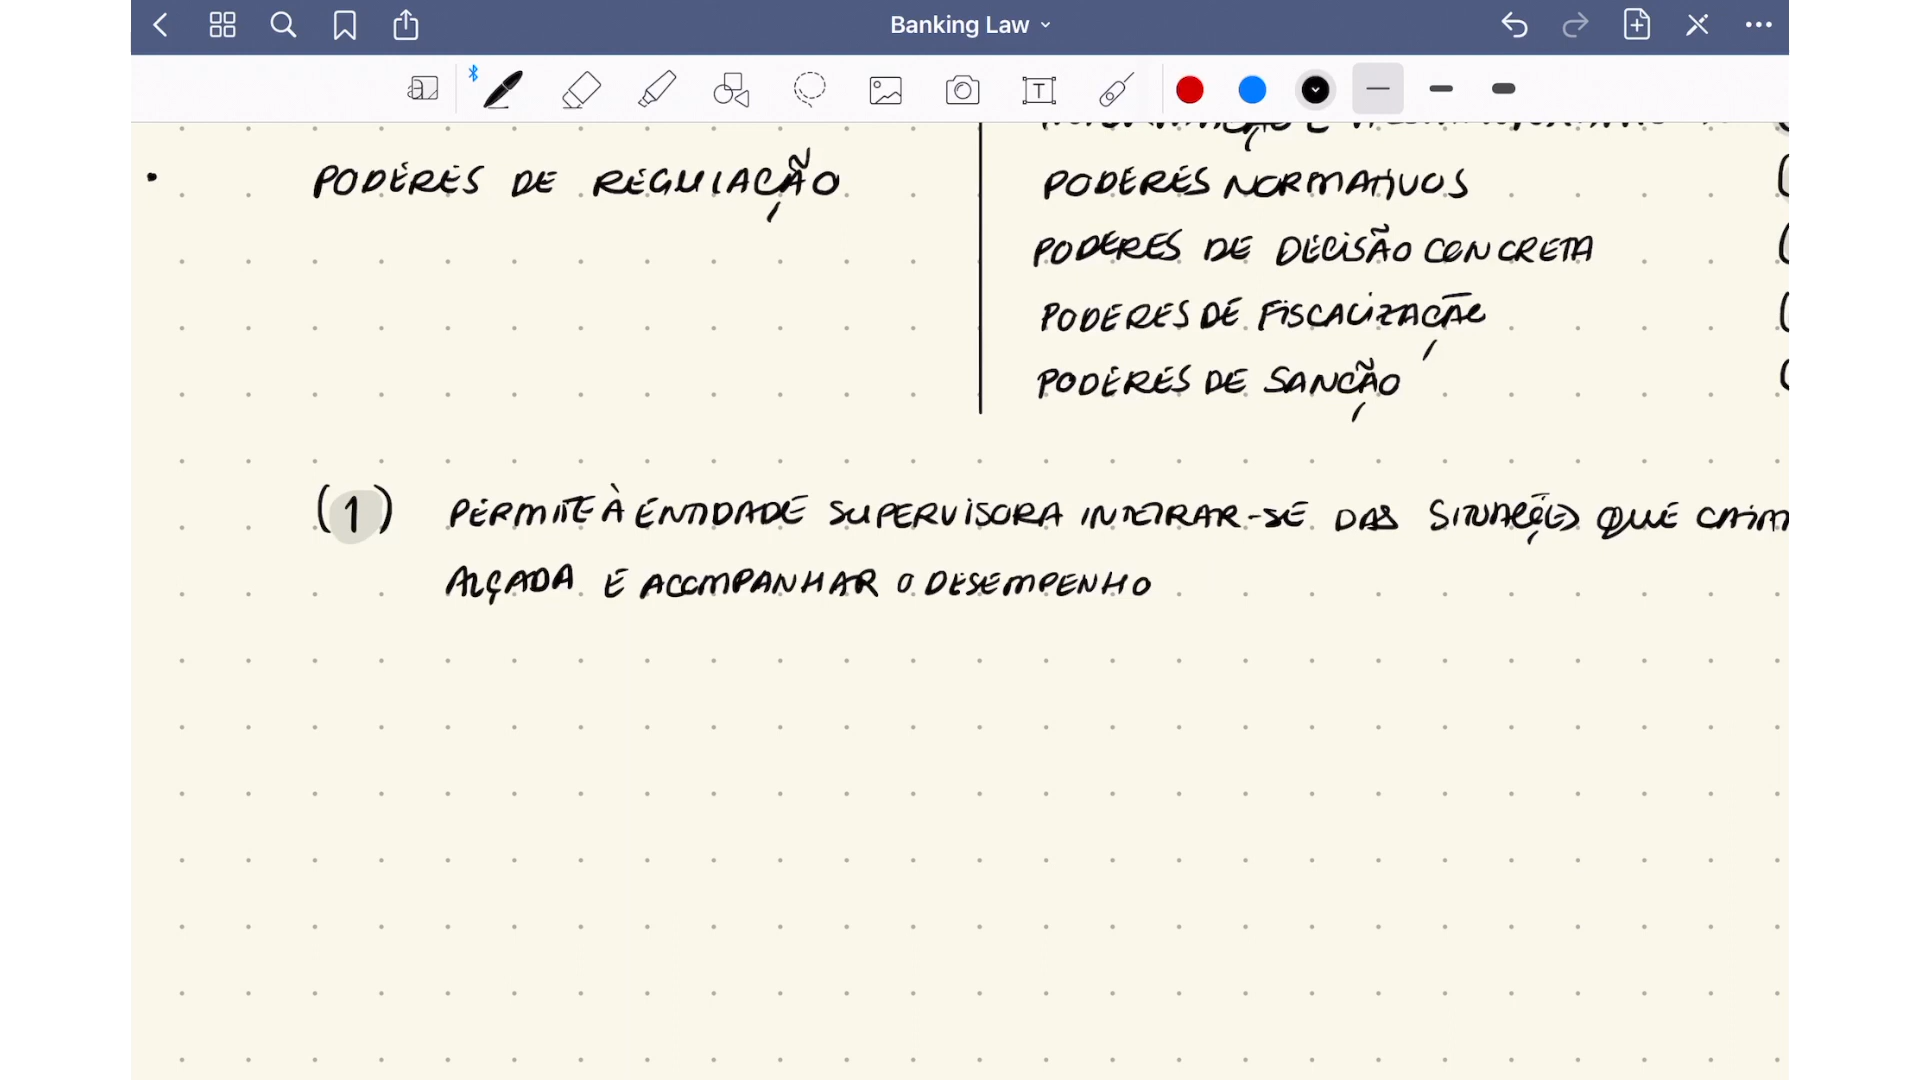 Banking Law
PODERES DE REGULAÇÃO
PODERES NORMATIVOS
PODERES DE DECISÃO CONCRETA
PODERES DE FISCALIZAÇÃO
PODERES DE SANÇÃO
(1) PERMITE À ENTIDADE SUPERVISORA INTEIRAR-SE DAS SITUAÇÕES QUE CAIAM
ALÇADA E ACOMPANHAR O DESEMPENHO